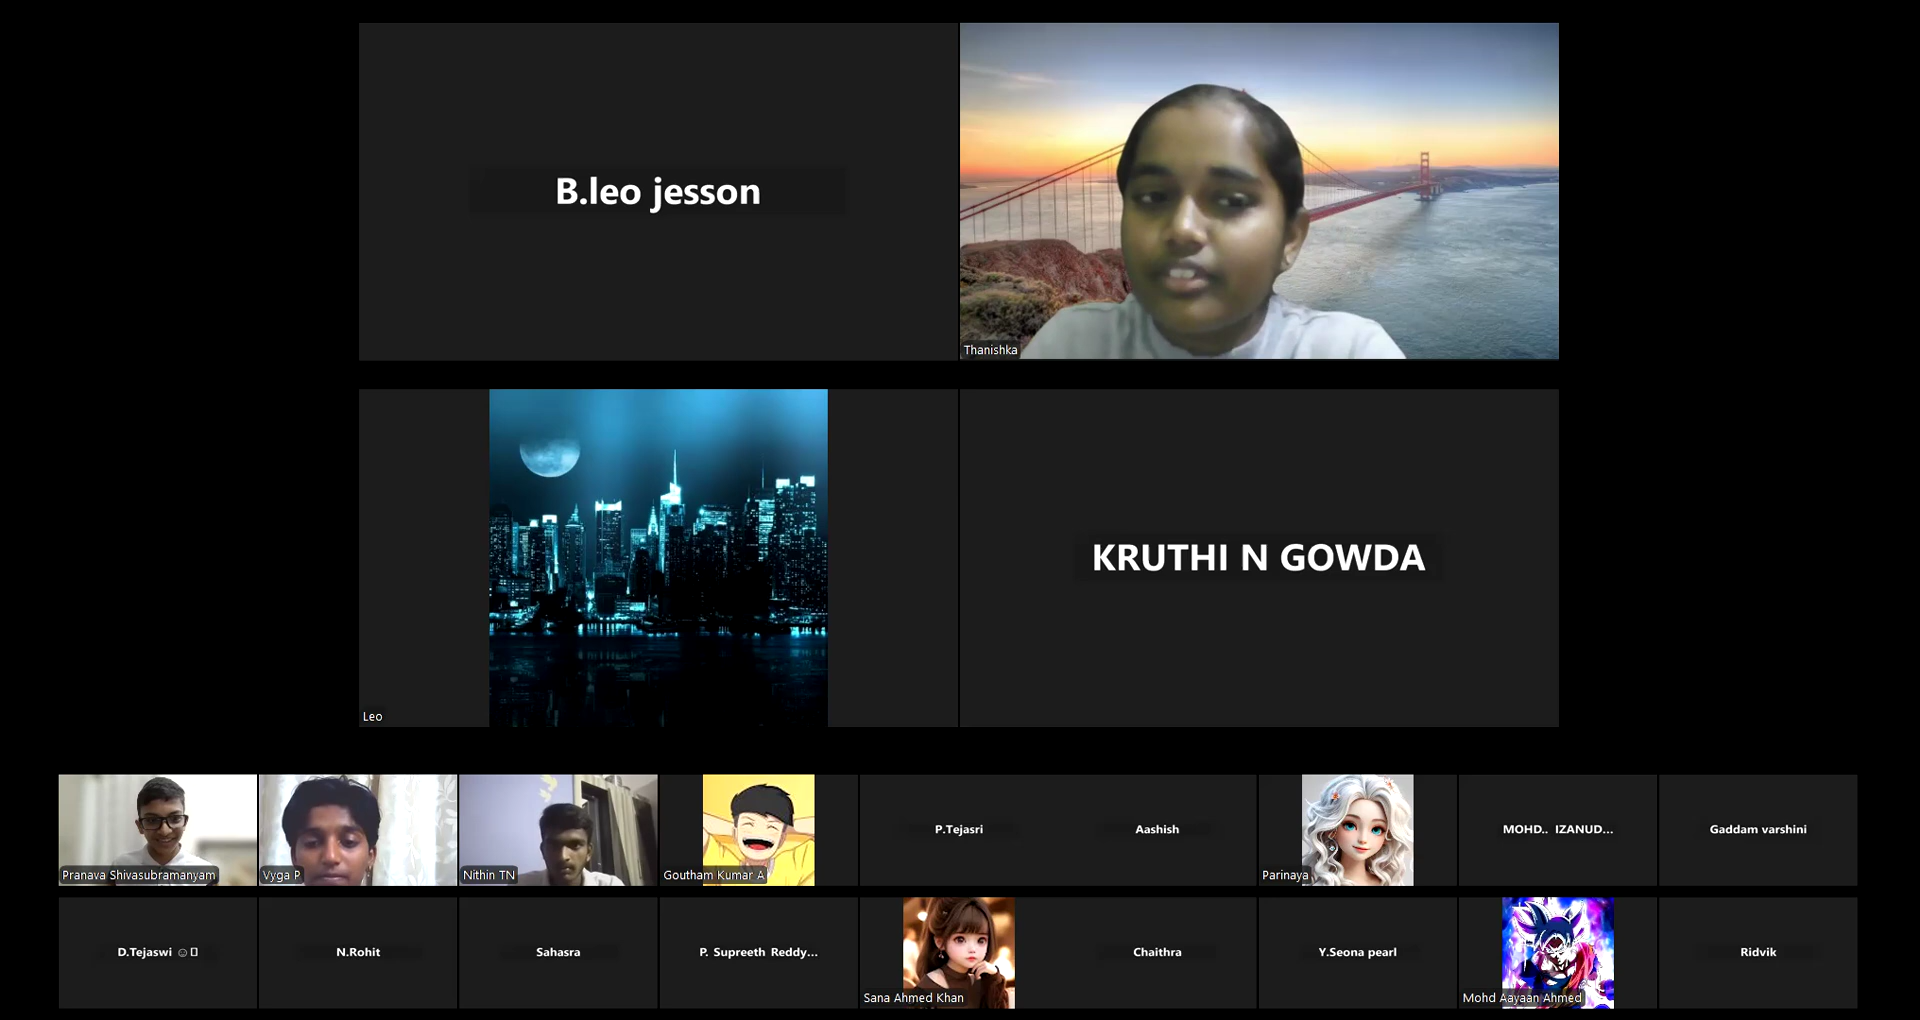 B.leo jesson
Thanishka
Leo
KRUTHI N GOWDA
Pranava Shivasubramanyam
Vyga P
Nithin TN
Goutham Kumar A
P.Tejasri
Aashish
Parinaya
MOHD.. IZANUD...
Gaddam varshini
D.Tejaswi ☺▯
N.Rohit
Sahasra
P. Supreeth Reddy...
Sana Ahmed Khan
Chaithra
Y.Seona pearl
Mohd Aayaan Ahmed
Ridvik